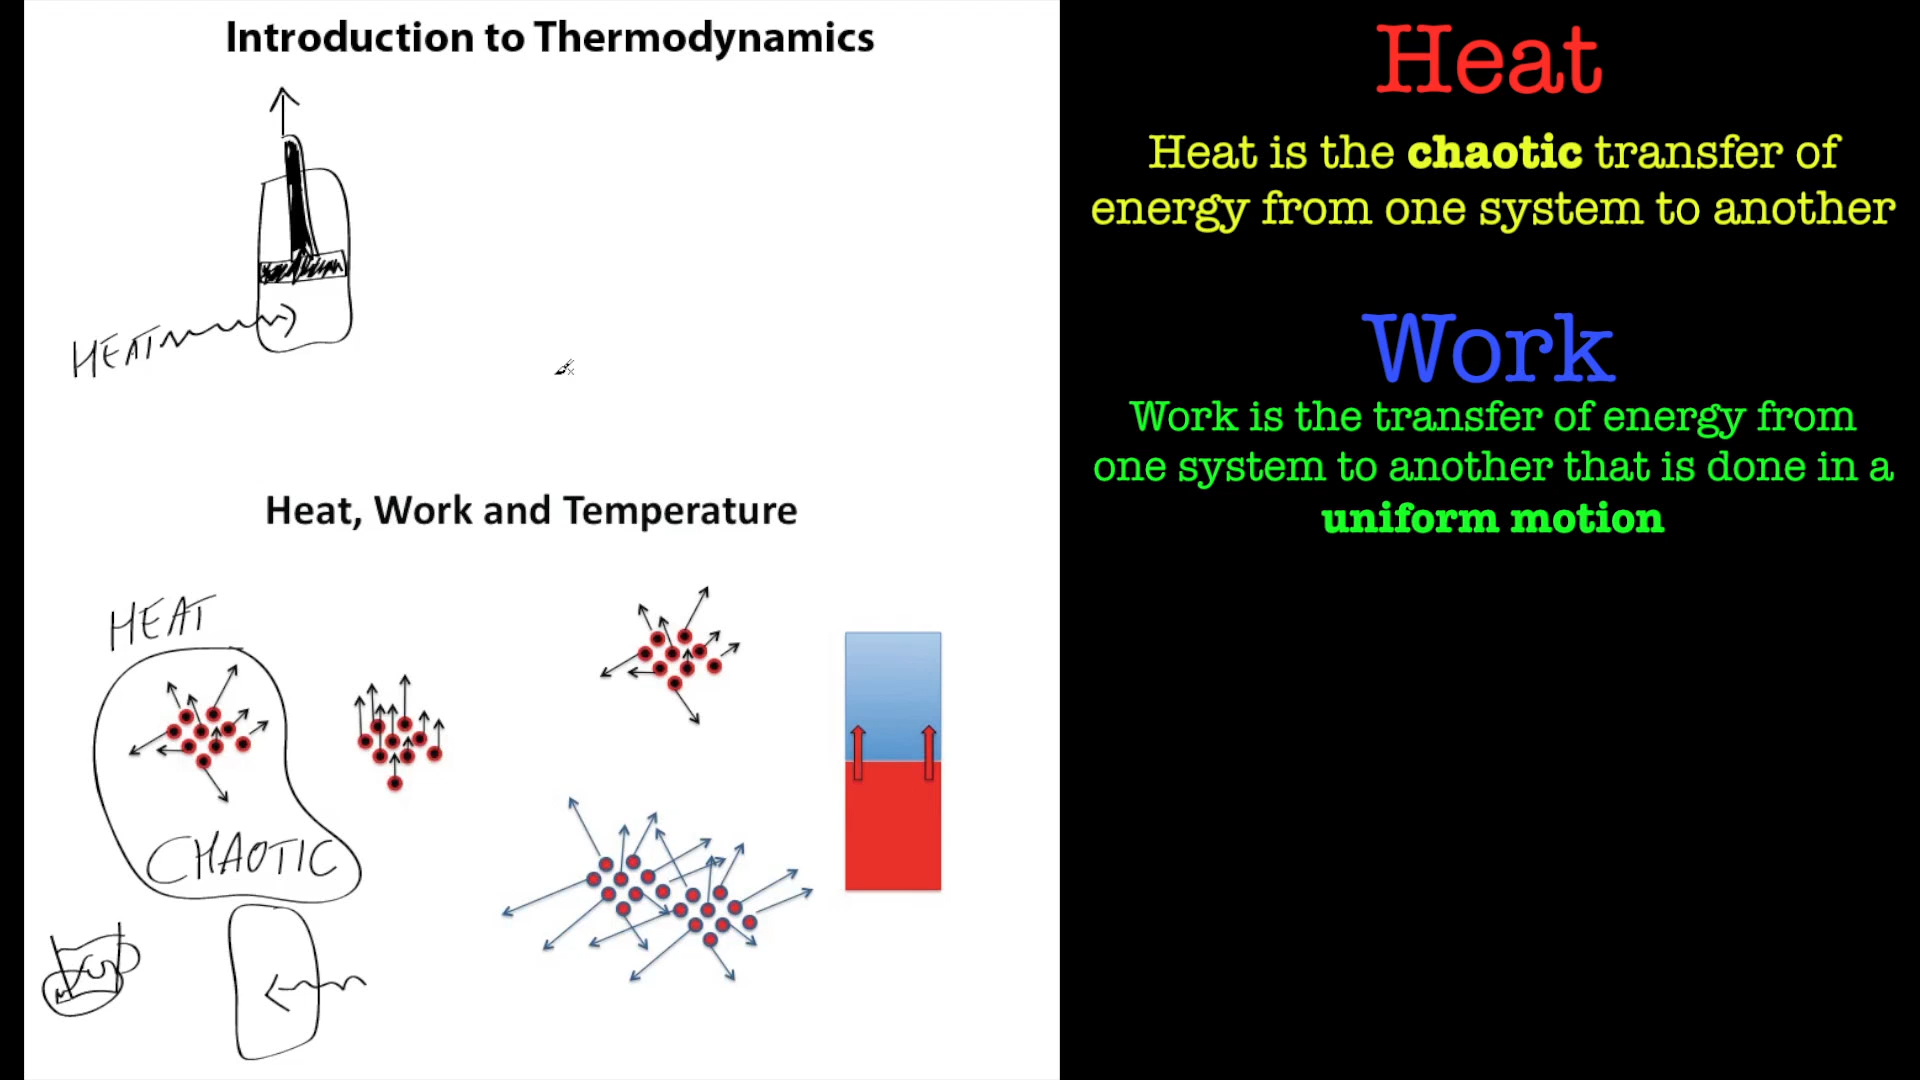 Introduction to Thermodynamics
HEAT
Heat, Work and Temperature
HEAT
CHAOTIC
Heat
Heat is the chaotic transfer of
energy from one system to another
Work
Work is the transfer of energy from
one system to another that is done in a
uniform motion